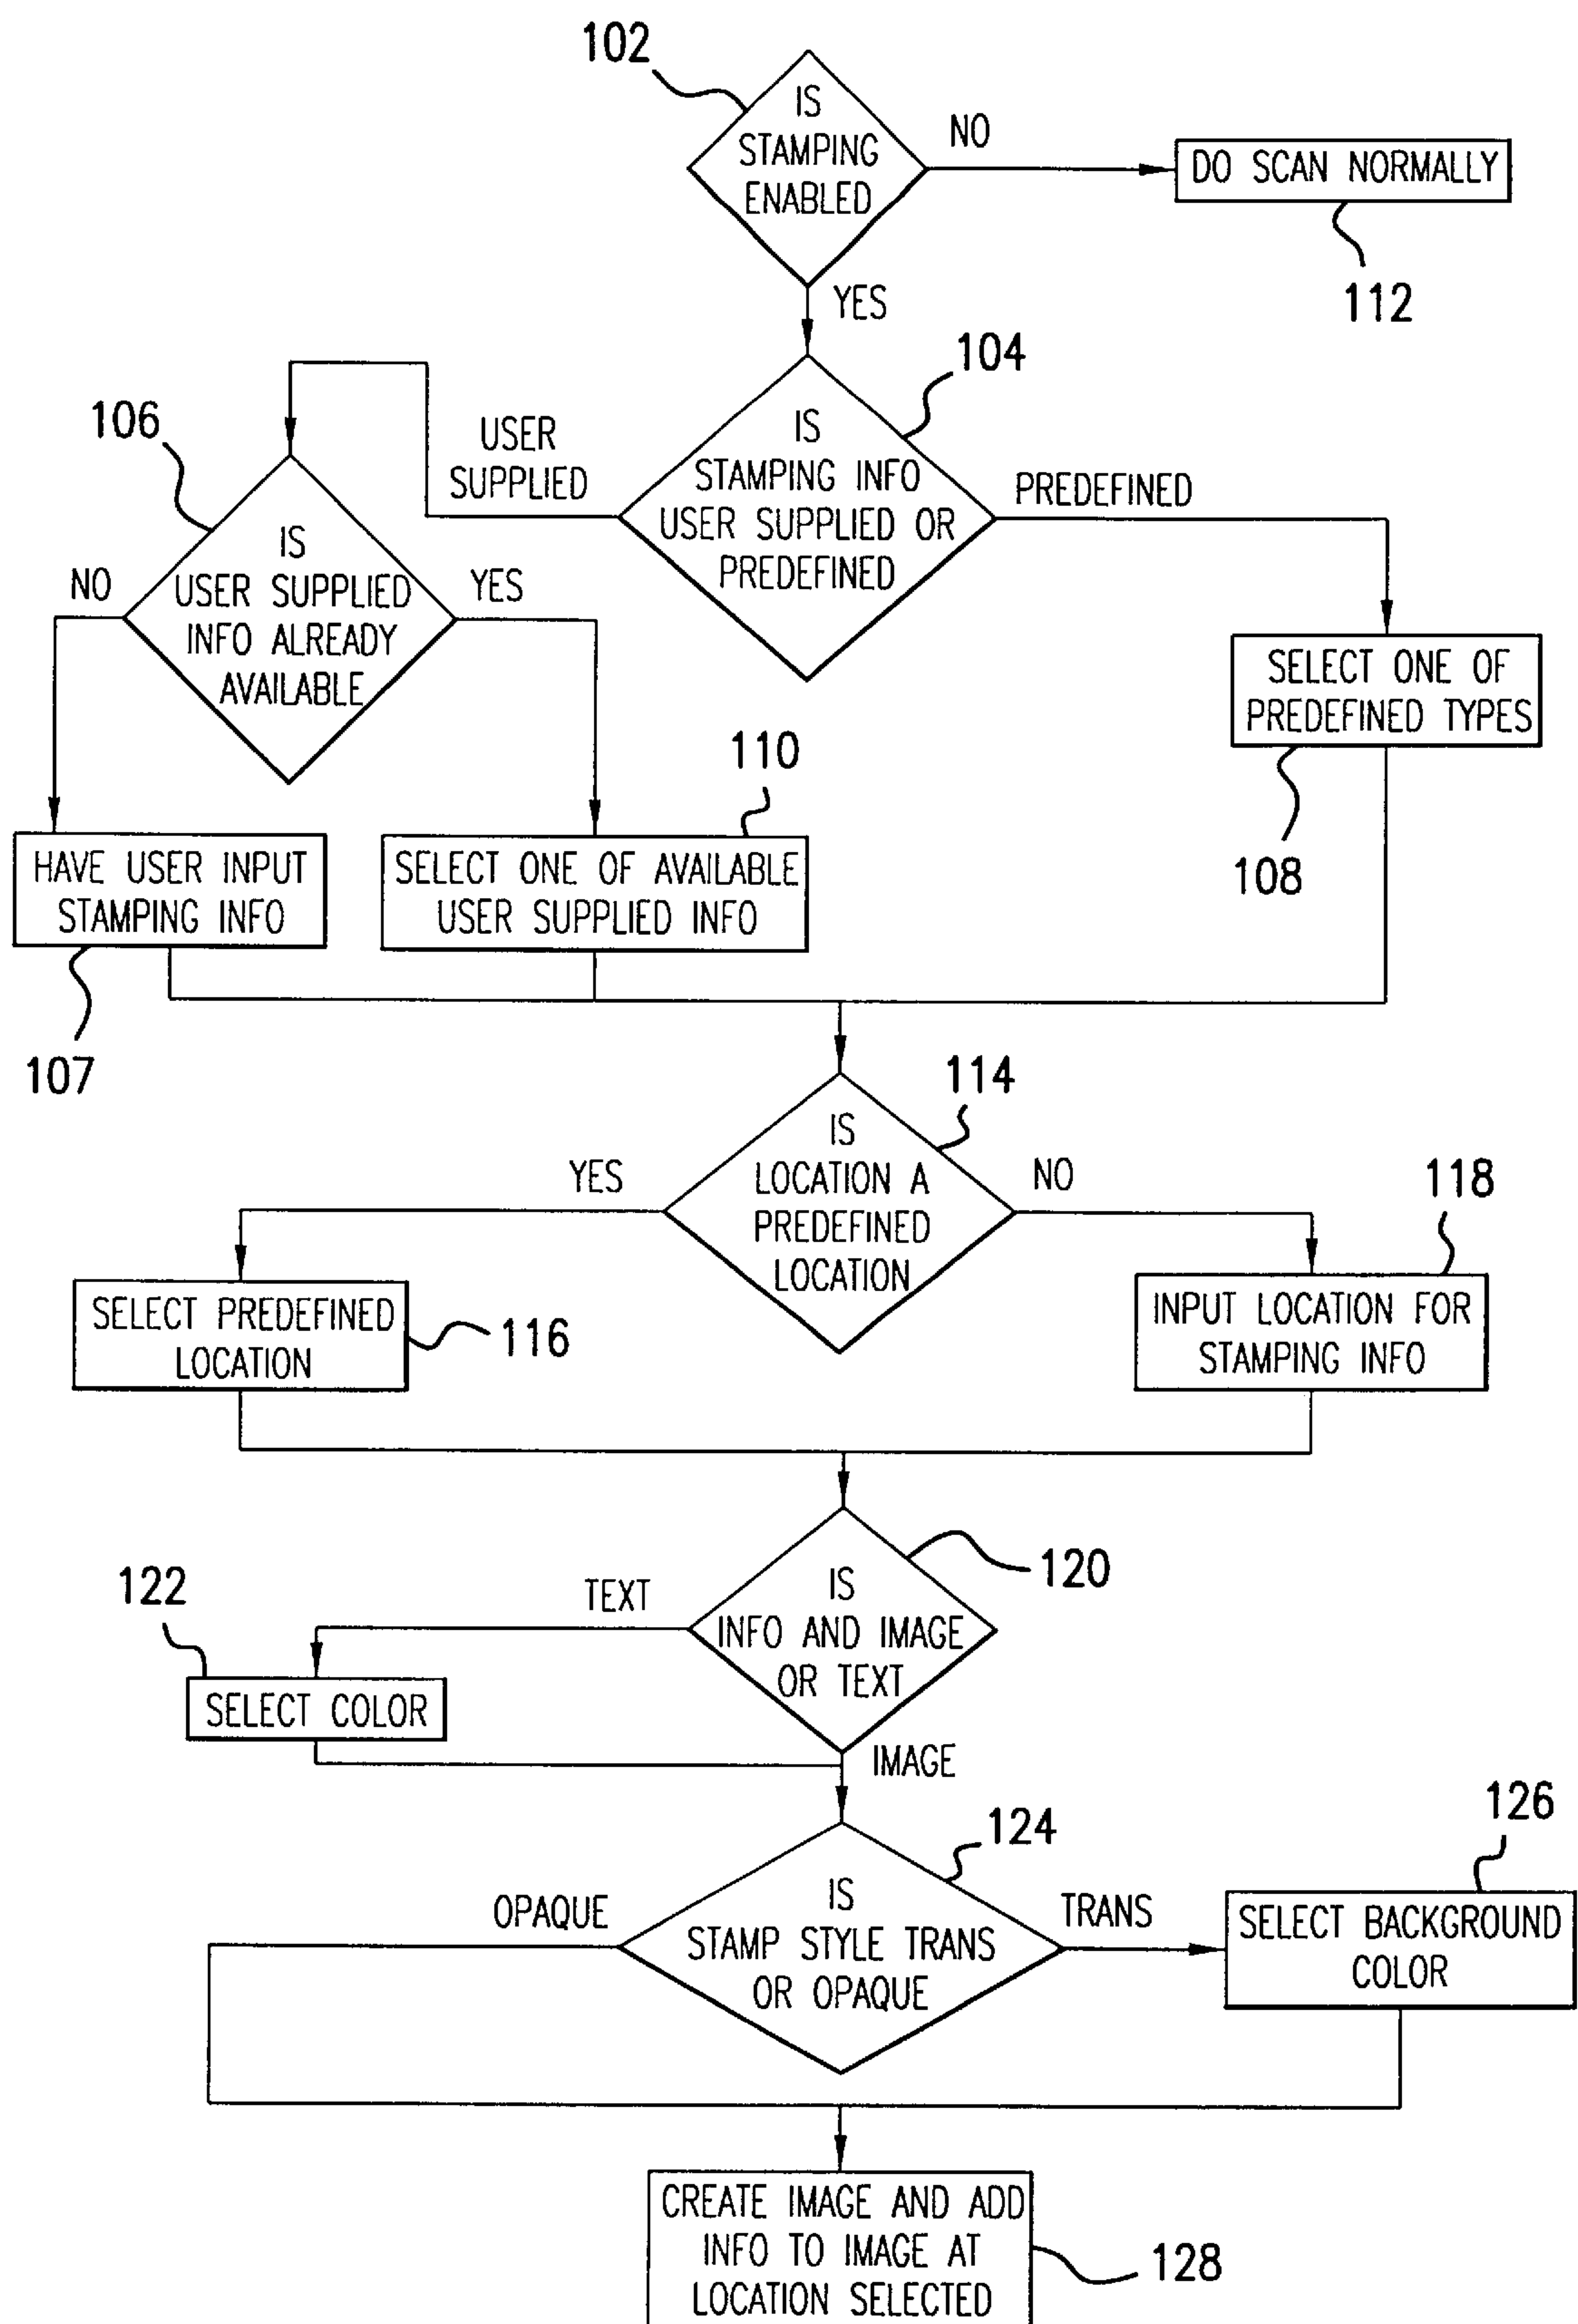 102
IS
STAMPING
ENABLED
NO
DO SCAN NORMALLY
112
YES
104
IS
STAMPING INFO
USER SUPPLIED OR
PREDEFINED
USER
SUPPLIED
PREDEFINED
106
IS
USER SUPPLIED
INFO ALREADY
AVAILABLE
NO
YES
SELECT ONE OF
PREDEFINED TYPES
108
110
HAVE USER INPUT
STAMPING INFO
107
SELECT ONE OF AVAILABLE
USER SUPPLIED INFO
114
IS
LOCATION A
PREDEFINED
LOCATION
YES
NO
118
SELECT PREDEFINED
LOCATION
116
INPUT LOCATION FOR
STAMPING INFO
120
IS
INFO AND IMAGE
OR TEXT
TEXT
122
SELECT COLOR
IMAGE
124
IS
STAMP STYLE TRANS
OR OPAQUE
OPAQUE
TRANS
126
SELECT BACKGROUND
COLOR
CREATE IMAGE AND ADD
INFO TO IMAGE AT
LOCATION SELECTED
128